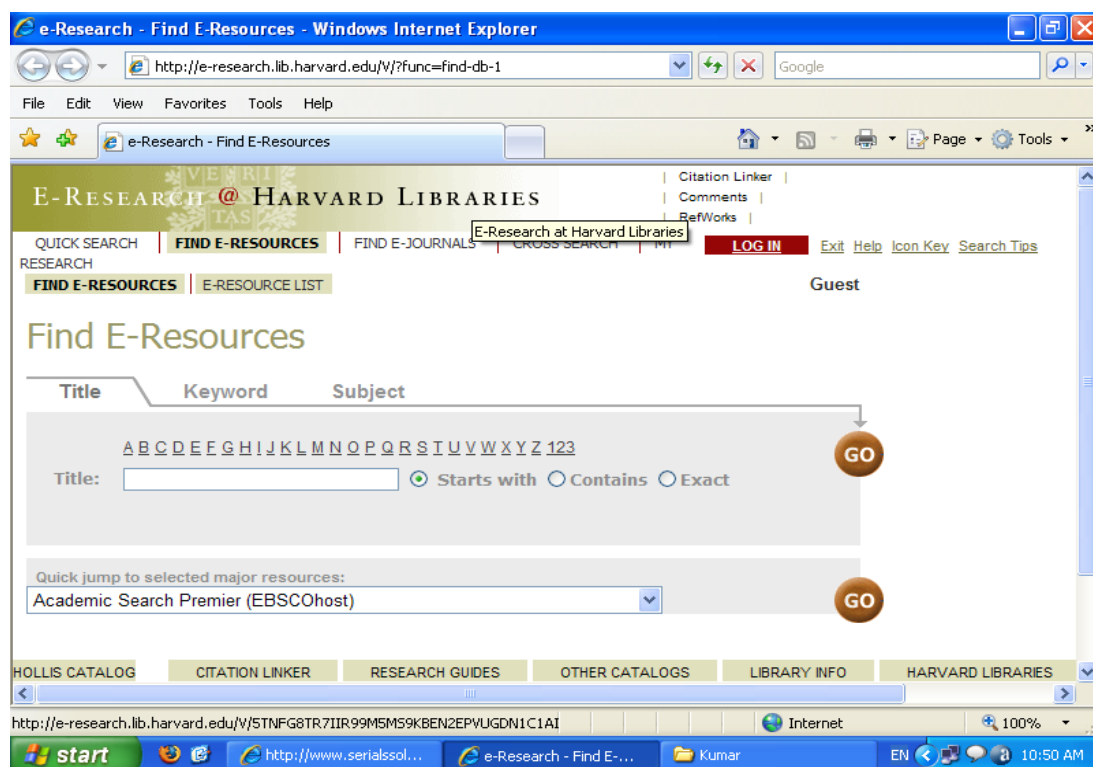 e-Research - Find E-Resources - Windows Internet Explorer
http://e-research.lib.harvard.edu/V/?func=find-db-1 Google
File Edit View Favorites Tools Help
e-Research - Find E-Resources Page Tools »
VE RI TAS
E-RESEARCH @ HARVARD LIBRARIES
| Citation Linker |
| Comments |
| RefWorks |
E-Research at Harvard Libraries
QUICK SEARCH | FIND E-RESOURCES | FIND E-JOURNALS | CROSS SEARCH | MY LOG IN Exit Help Icon Key Search Tips
RESEARCH
FIND E-RESOURCES | E-RESOURCE LIST Guest
Find E-Resources
Title Keyword Subject
A B C D E F G H I J K L M N O P Q R S T U V W X Y Z 123
Title: Starts with Contains Exact GO
Quick jump to selected major resources:
Academic Search Premier (EBSCOhost) GO
HOLLIS CATALOG CITATION LINKER RESEARCH GUIDES OTHER CATALOGS LIBRARY INFO HARVARD LIBRARIES
http://e-research.lib.harvard.edu/V/5TNFG8TR7IIR99M5MS9KBEN2EPVUGDN1C1AI Internet 100%
start http://www.serialssol... e-Research - Find E-... Kumar EN 10:50 AM